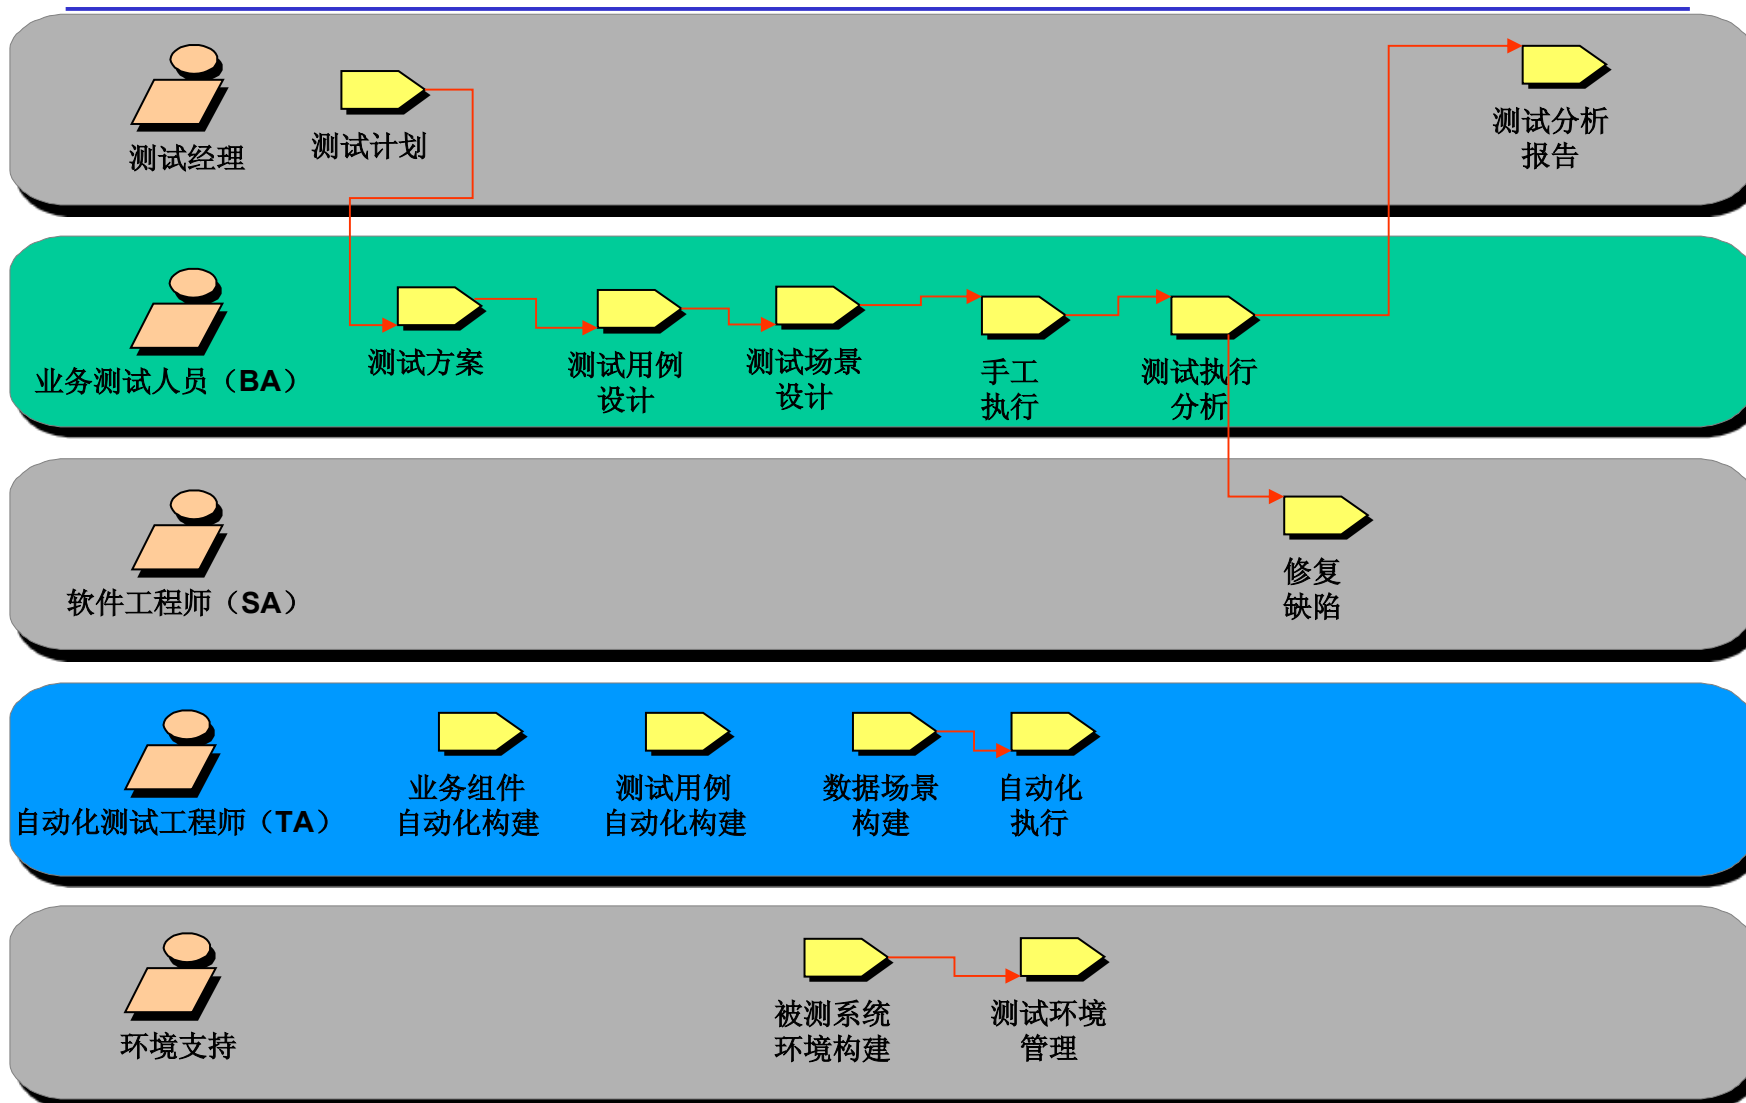 测试经理
测试计划
测试分析
报告
业务测试人员（BA）
测试方案
测试用例
设计
测试场景
设计
手工
执行
测试执行
分析
软件工程师（SA）
修复
缺陷
自动化测试工程师（TA）
业务组件
自动化构建
测试用例
自动化构建
数据场景
构建
自动化
执行
环境支持
被测系统
环境构建
测试环境
管理